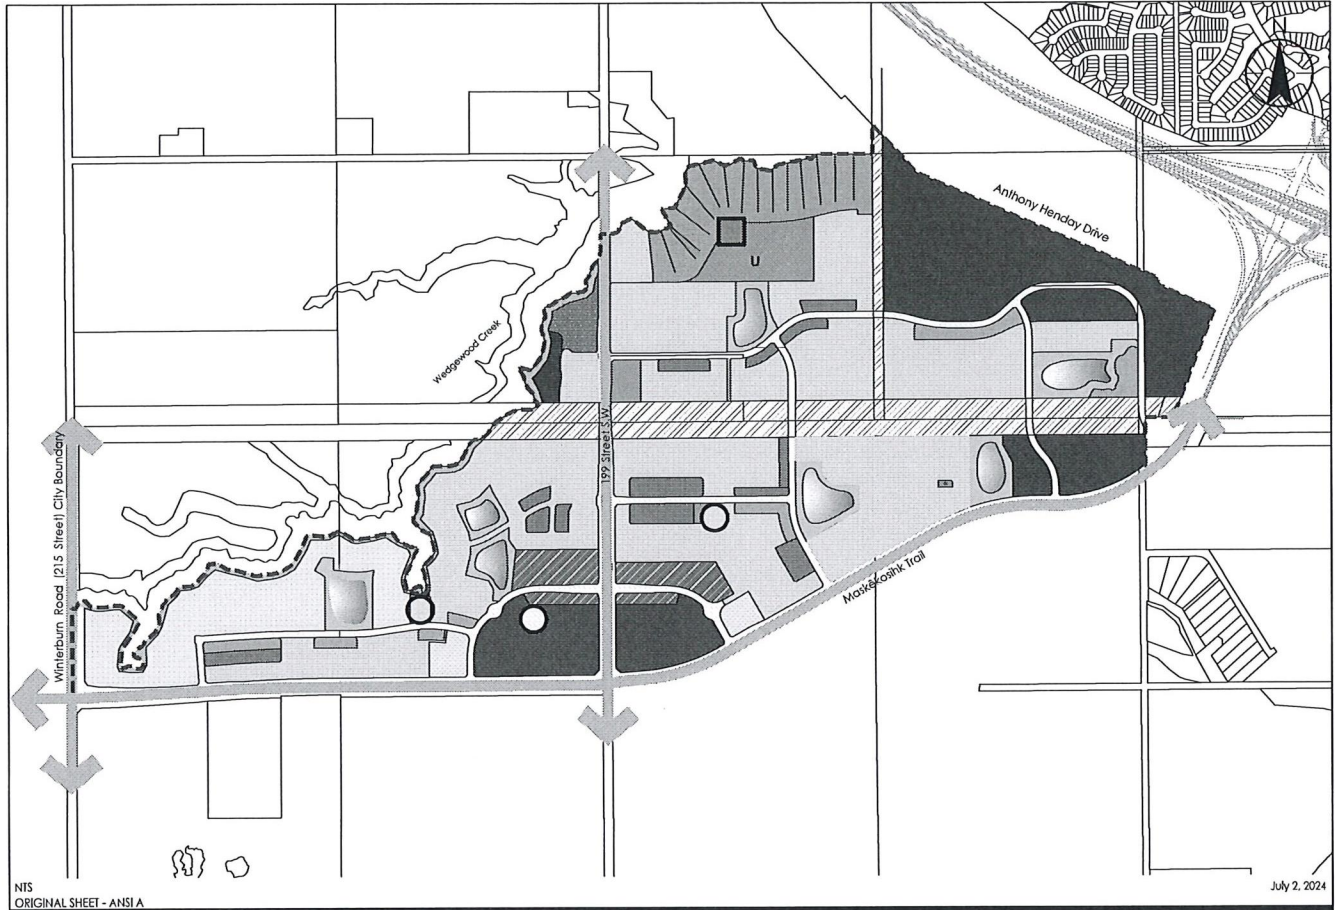 N
Anthony Henday Drive
U
Wedgewood Creek
199 Street S.W
Winterburn Road (215 Street) City Boundary
Maskêkosihk Trail
NTS
ORIGINAL SHEET - ANSI A
July 2, 2024